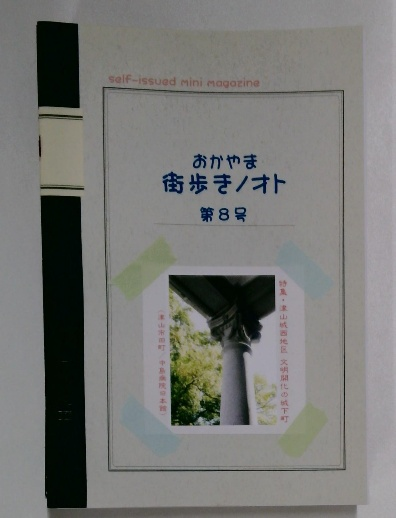 self-issued mini magazine
おかやま
街歩きノオト
第8号
特集・津山城西地区 文明開化の城下町
(津山市田町/中島病院旧本館)